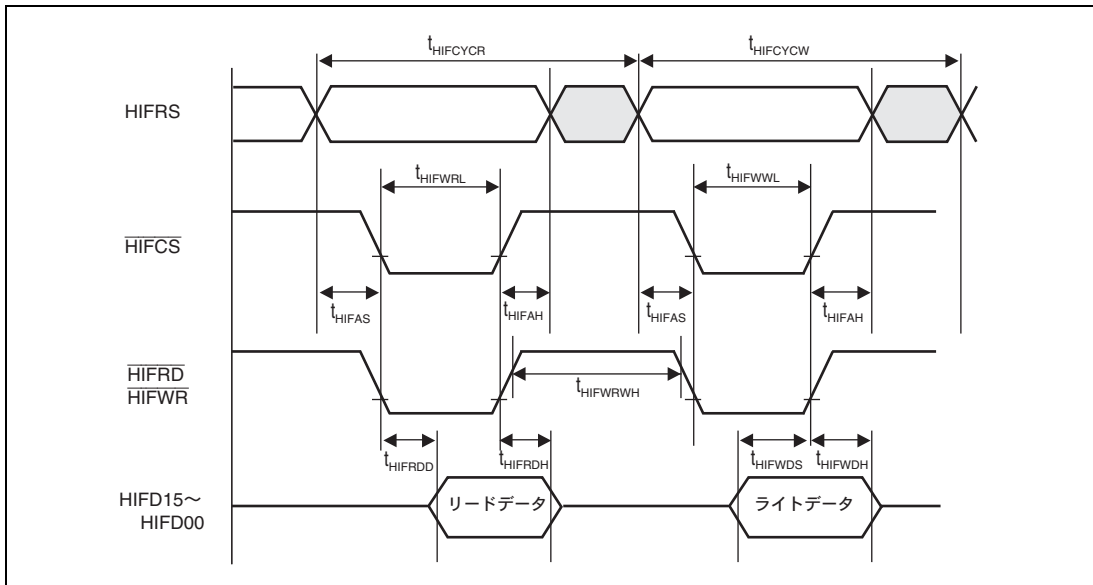 tHIFCYCR
tHIFCYCW
HIFRS
tHIFWRL
tHIFWWL
HIFCS
tHIFAS
tHIFAH
tHIFAS
tHIFAH
HIFRD
HIFWR
tHIFWRWH
tHIFRDD
tHIFRDH
tHIFWDS
tHIFWDH
HIFD15～
HIFD00
リードデータ
ライトデータ